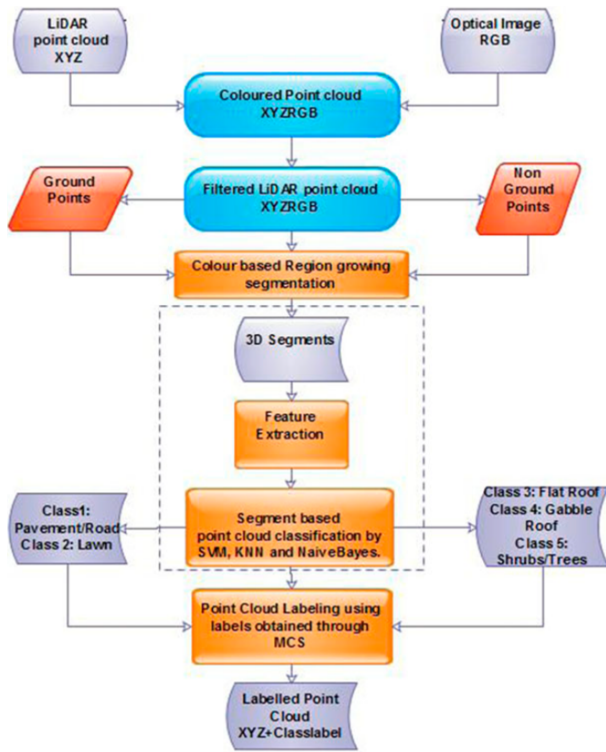 LiDAR
point cloud
XYZ
Optical Image
RGB
Coloured Point cloud
XYZRGB
Ground
Points
Filtered LiDAR point cloud
XYZRGB
Non
Ground
Points
Colour based Region growing
segmentation
3D Segments
Feature
Extraction
Class1:
Pavement/Road
Class 2: Lawn
Segment based
point cloud classification by
SVM, KNN and NaiveBayes.
Class 3: Flat Roof
Class 4: Gabble
Roof
Class 5:
Shrubs/Trees
Point Cloud Labeling using
labels obtained through
MCS
Labelled Point
Cloud
XYZ+Classlabel